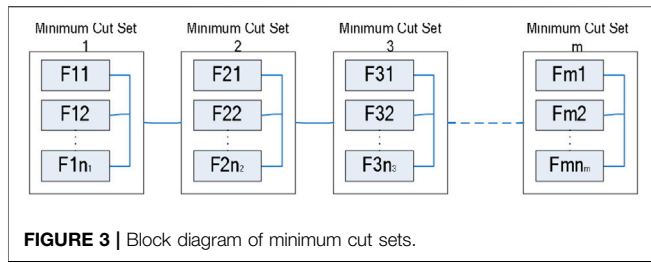 Minimum Cut Set Minimum Cut Set Minimum Cut Set Minimum Cut Set
1 2 3 m
F11 F21 F31 Fm1
F12 F22 F32 Fm2
F1n₁ F2n₂ F3n₃ Fmnₘ
FIGURE 3 | Block diagram of minimum cut sets.